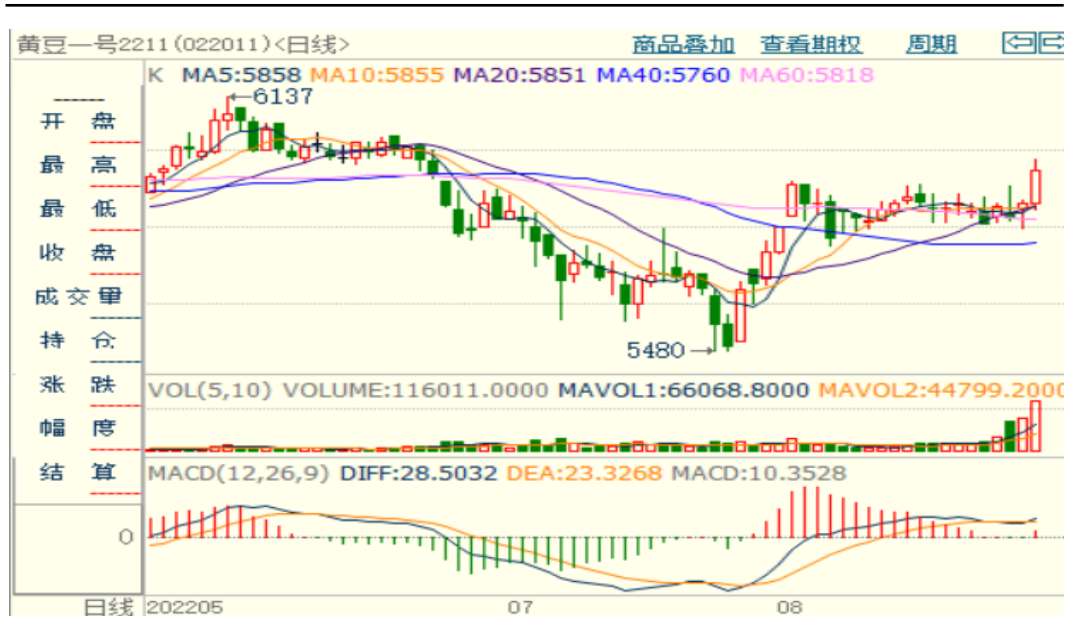 黄豆一号2211(022011)<日线> 商品叠加 查看期权 周期
K MA5:5858 MA10:5855 MA20:5851 MA40:5760 MA60:5818
6137
开 盘
最 高
最 低
收 盘
成交量
持 仓
5480
涨 跌
VOL(5,10) VOLUME:116011.0000 MAVOL1:66068.8000 MAVOL2:44799.2000
幅 度
结 算
MACD(12,26,9) DIFF:28.5032 DEA:23.3268 MACD:10.3528
0
日线 202205 07 08